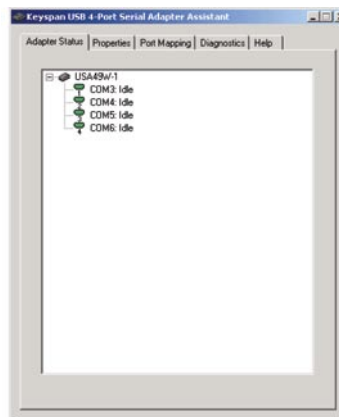 Keyspan USB 4-Port Serial Adapter Assistant
Adapter Status Properties Port Mapping Diagnostics Help
USA49W-1
COM3: Idle
COM4: Idle
COM5: Idle
COM6: Idle